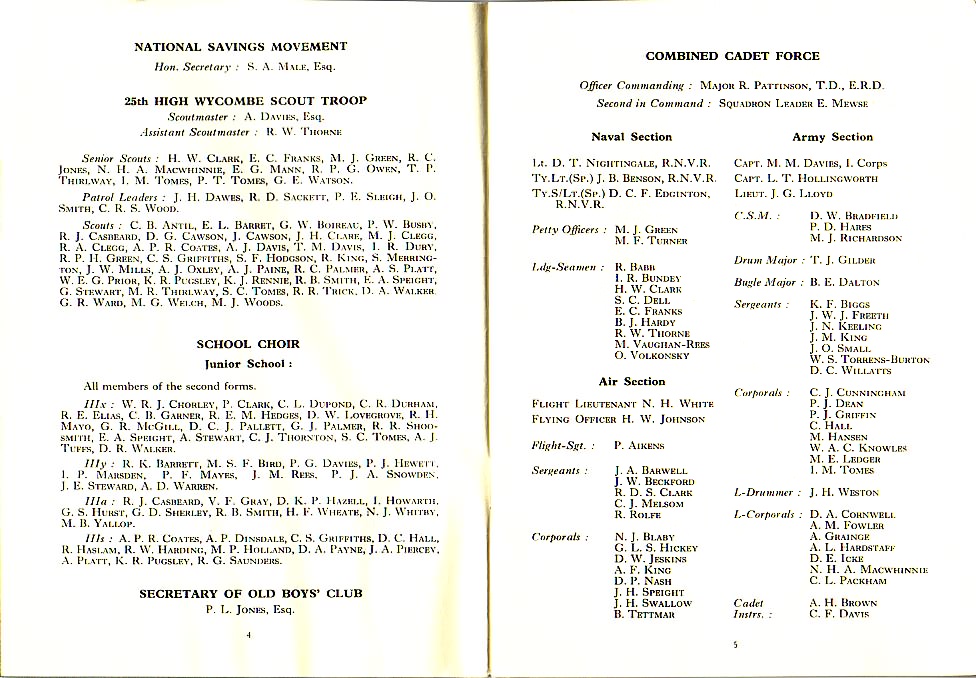 NATIONAL SAVINGS MOVEMENT
Hon. Secretary : S. A. MALE, Esq.
25th HIGH WYCOMBE SCOUT TROOP
Scoutmaster : A. DAVIES, Esq.
Assistant Scoutmaster : R. W. THORNE
Senior Scouts : H. W. CLARK, E. C. FRANKS, M. J. GREEN, R. C.
JONES, N. H. A. MACWHINNIE, E. G. MANN, R. P. G. OWEN, T. P.
THIRLWAY, I. M. TOMES, P. T. TOMES, G. E. WATSON.
Patrol Leaders : J. H. DAWES, R. D. SACKETT, P. E. SLEIGH, J. O.
SMITH, C. R. S. WOOD.
Scouts : C. B. ANTIL, E. L. BARRET, G. W. BOIREAU, P. W. BUSBY,
R. J. CASBEARD, D. G. CAWSON, J. CAWSON, J. H. CLARE, M. J. CLEGG,
R. A. CLEGG, A. P. R. COATES, A. J. DAVIS, T. M. DAVIS, I. R. DURY,
R. P. H. GREEN, C. S. GRIFFITHS, S. F. HODGSON, R. KING, S. MERRING-
TON, J. W. MILLS, A. J. OXLEY, A. J. PAINE, R. C. PALMER, A. S. PLATT,
W. E. G. PRIOR, K. R. PUGSLEY, K. J. RENNIE, R. B. SMITH, E. A. SPEIGHT,
G. STEWART, M. R. THIRLWAY, S. C. TOMES, R. R. TRICK, D. A. WALKER,
G. R. WARD, M. G. WELCH, M. J. WOODS.
SCHOOL CHOIR
Junior School :
All members of the second forms.
IIIx : W. R. J. CHORLEY, P. CLARK, C. L. DUPOND, C. R. DURHAM,
R. E. ELIAS, C. B. GARNER, R. E. M. HEDGES, D. W. LOVEGROVE, R. H.
MAYO, G. R. MCGILL, D. C. J. PALLETT, G. J. PALMER, R. R. SHOO-
SMITH, E. A. SPEIGHT, A. STEWART, C. J. THORNTON, S. C. TOMES, A. J.
TUFFS, D. R. WALKER.
IIIy : R. K. BARRETT, M. S. F. BIRD, P. G. DAVIES, P. J. HEWETT,
I. P. MARSDEN, P. F. MAYES, J. M. REES, P. J. A. SNOWDEN,
J. E. STEWARD, A. D. WARREN.
IIIa : R. J. CASBEARD, V. F. GRAY, D. K. P. HAZELL, I. HOWARTH,
G. S. HURST, G. D. SHERLEY, R. B. SMITH, H. F. WHEATE, N. J. WHITBY,
M. B. YALLOP.
IIIs : A. P. R. COATES, A. P. DINSDALE, C. S. GRIFFITHS, D. C. HALL,
R. HASLAM, R. W. HARDING, M. P. HOLLAND, D. A. PAYNE, J. A. PIERCEY,
A. PLATT, K. R. PUGSLEY, R. G. SAUNDERS.
SECRETARY OF OLD BOYS' CLUB
P. L. JONES, Esq.
4
COMBINED CADET FORCE
Officer Commanding : MAJOR R. PATTINSON, T.D., E.R.D.
Second in Command : SQUADRON LEADER E. MEWSE
Naval Section
LT. D. T. NIGHTINGALE, R.N.V.R.
TY.LT.(SP.) J. B. BENSON, R.N.V.R.
TY.S/LT.(SP.) D. C. F. EDGINTON,
R.N.V.R.
Petty Officers : M. J. GREEN
M. F. TURNER
Ldg-Seamen : R. BABB
I. R. BUNDEY
H. W. CLARK
S. C. DELL
E. C. FRANKS
B. J. HARDY
R. W. THORNE
M. VAUGHAN-REES
O. VOLKONSKY
Air Section
FLIGHT LIEUTENANT N. H. WHITE
FLYING OFFICER H. W. JOHNSON
Flight-Sgt. : P. AIKENS
Sergeants : J. A. BARWELL
J. W. BECKFORD
R. D. S. CLARK
C. J. MELSOM
R. ROLFE
Corporals : N. J. BLABY
G. L. S. HICKEY
D. W. JESKINS
A. F. KING
D. P. NASH
J. H. SPEIGHT
J. H. SWALLOW
B. TETTMAR
Army Section
CAPT. M. M. DAVIES, I. Corps
CAPT. L. T. HOLLINGWORTH
LIEUT. J. G. LLOYD
C.S.M. : D. W. BRADFIELD
P. D. HARES
M. J. RICHARDSON
Drum Major : T. J. GILDER
Bugle Major : B. E. DALTON
Sergeants : K. F. BIGGS
J. W. J. FREETH
J. N. KEELING
J. M. KING
J. O. SMALL
W. S. TORRENS-BURTON
D. C. WILLATTS
Corporals : C. J. CUNNINGHAM
P. J. DEAN
P. J. GRIFFIN
C. HALL
M. HANSEN
W. A. C. KNOWLES
M. E. LEDGER
I. M. TOMES
L-Drummer : J. H. WESTON
L-Corporals : D. A. CORNWELL
A. M. FOWLER
A. GRAINGE
A. L. HARDSTAFF
D. E. ICKE
N. H. A. MACWHINNIE
C. L. PACKHAM
Cadet A. H. BROWN
Instrs. : C. F. DAVIS
5